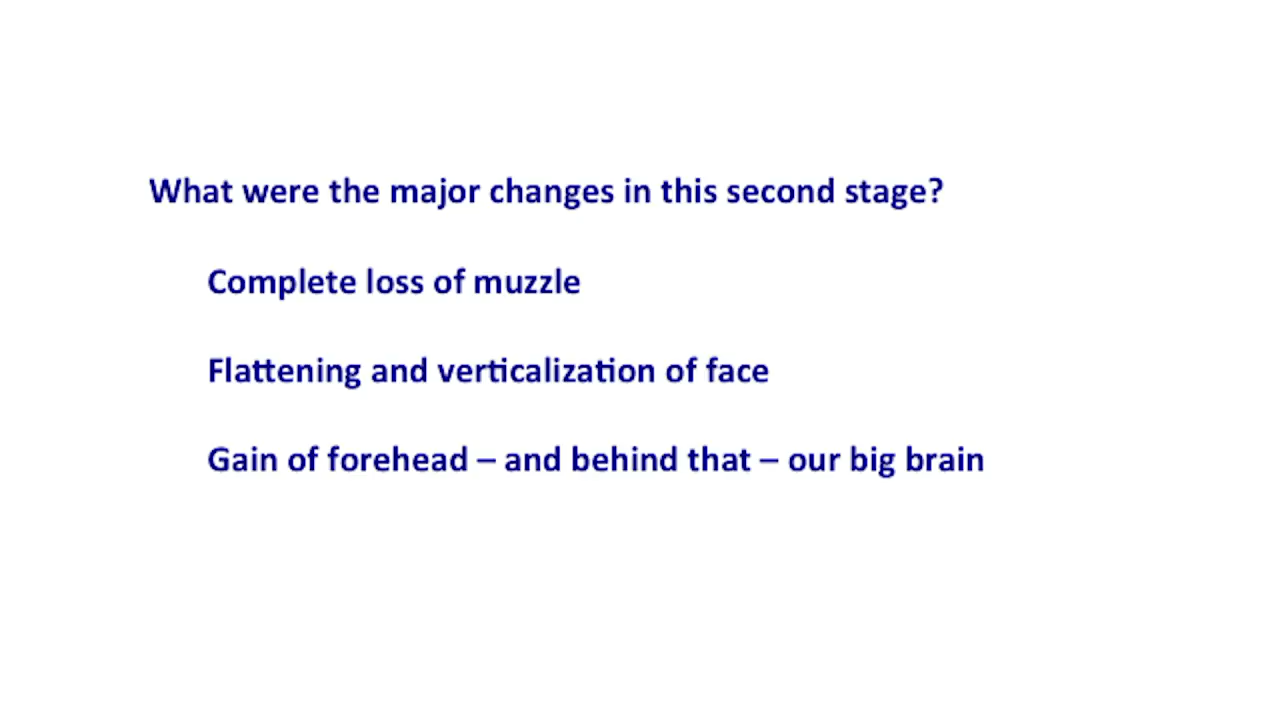 What were the major changes in this second stage?
Complete loss of muzzle
Flattening and verticalization of face
Gain of forehead – and behind that – our big brain